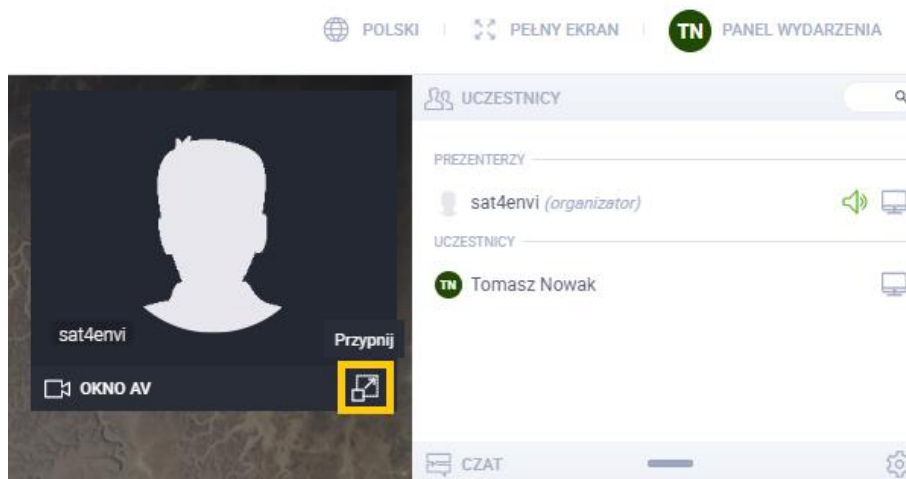 POLSKI
PEŁNY EKRAN
TN PANEL WYDARZENIA
UCZESTNICY
PREZENTERZY
sat4envi (organizator)
UCZESTNICY
TN Tomasz Nowak
sat4envi
Przypnij
OKNO AV
CZAT